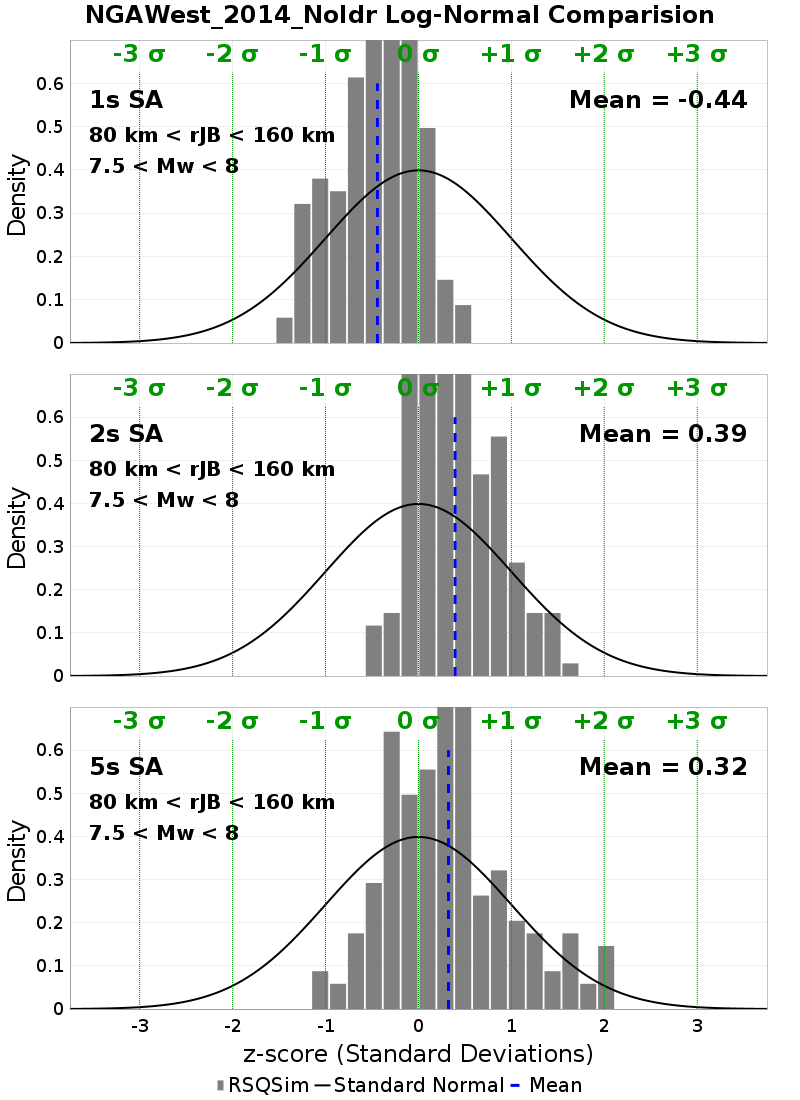 NGAWest_2014_NoIdr Log-Normal Comparision
-3 σ -2 σ -1 σ 0 σ +1 σ +2 σ +3 σ
1s SA Mean = -0.44
80 km < rJB < 160 km
7.5 < Mw < 8
Density
0.6
0.5
0.4
0.3
0.2
0.1
0
-3 σ -2 σ -1 σ 0 σ +1 σ +2 σ +3 σ
2s SA Mean = 0.39
80 km < rJB < 160 km
7.5 < Mw < 8
Density
0.6
0.5
0.4
0.3
0.2
0.1
0
-3 σ -2 σ -1 σ 0 σ +1 σ +2 σ +3 σ
5s SA Mean = 0.32
80 km < rJB < 160 km
7.5 < Mw < 8
Density
0.6
0.5
0.4
0.3
0.2
0.1
0
-3 -2 -1 0 1 2 3
z-score (Standard Deviations)
RSQSim Standard Normal Mean